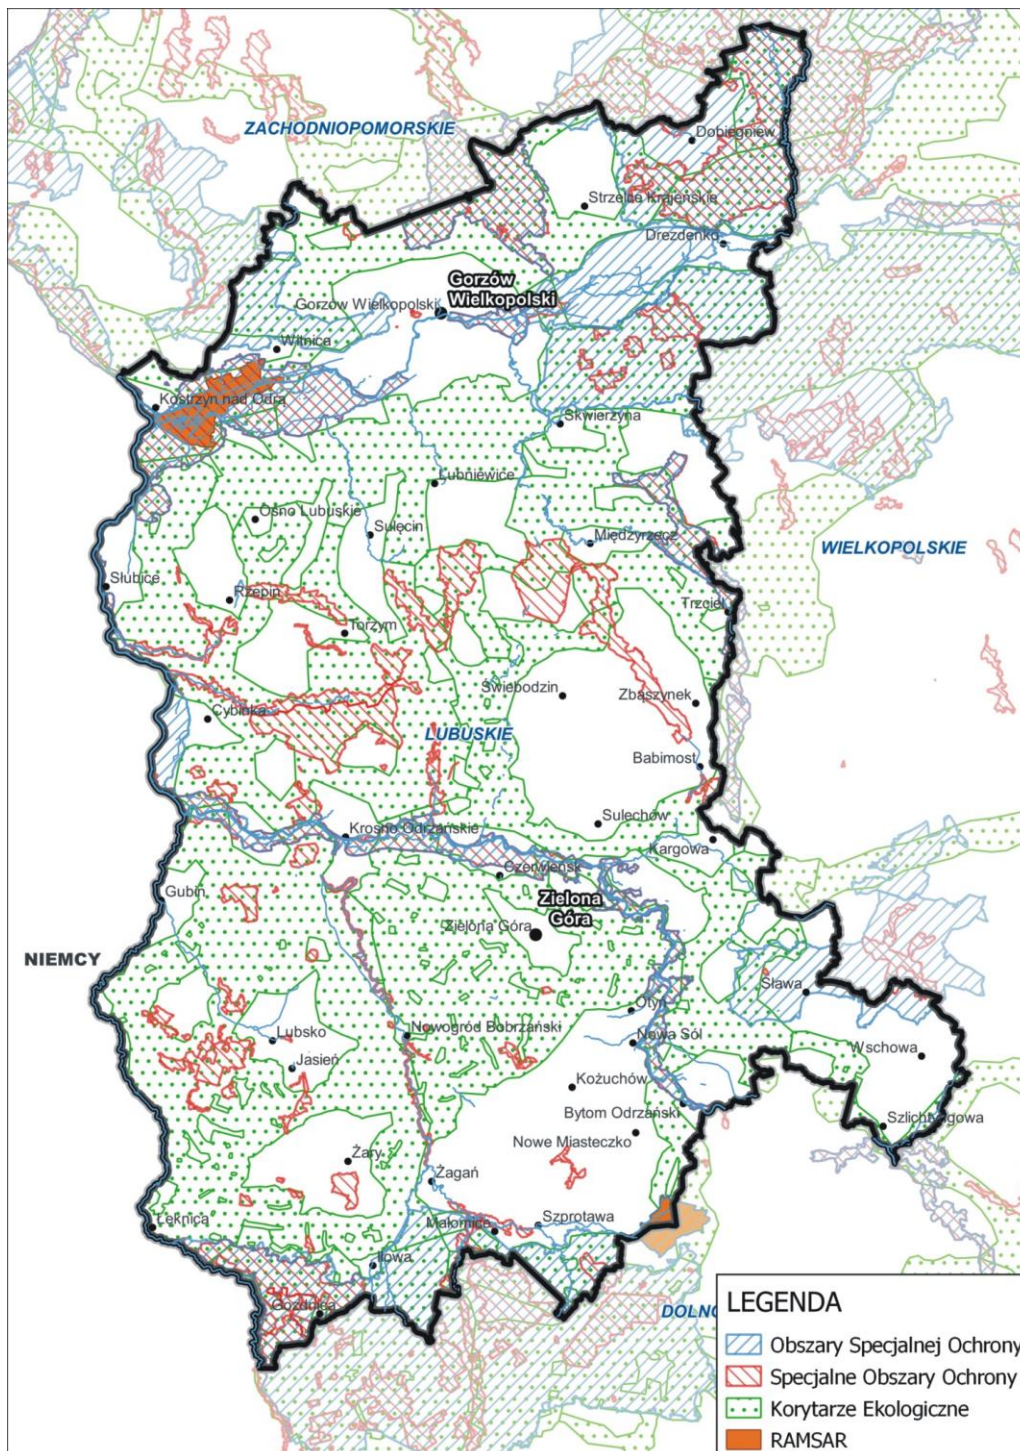 ZACHODNIOPOMORSKIE
Dobiegniew
Strzelce Krajeńskie
Drezdenko
Gorzów
Wielkopolski
Gorzów Wielkopolski
Witnica
Kostrzyn nad Odrą
Skwierzyna
Lubniewice
Ośno Lubuskie
Sulęcin
Międzyrzecz
WIELKOPOLSKIE
Słubice
Rzepin
Trzciel
Torzym
Świebodzin
Zbąszynek
Cybinka
LUBUSKIE
Babimost
Sulechów
Krosno Odrzańskie
Kargowa
Czerwieńsk
Gubin
Zielona
Góra
Zielona Góra
NIEMCY
Sława
Otyń
Nowogród Bobrzański
Lubsko
Nowa Sól
Wschowa
Jasień
Kożuchów
Bytom Odrzański
Szlichtyngowa
Nowe Miasteczko
Żary
Żagań
Łęknica
Małomice
Szprotawa
Iłowa
Gozdnica
DOLNO
LEGENDA
Obszary Specjalnej Ochrony
Specjalne Obszary Ochrony
Korytarze Ekologiczne
RAMSAR